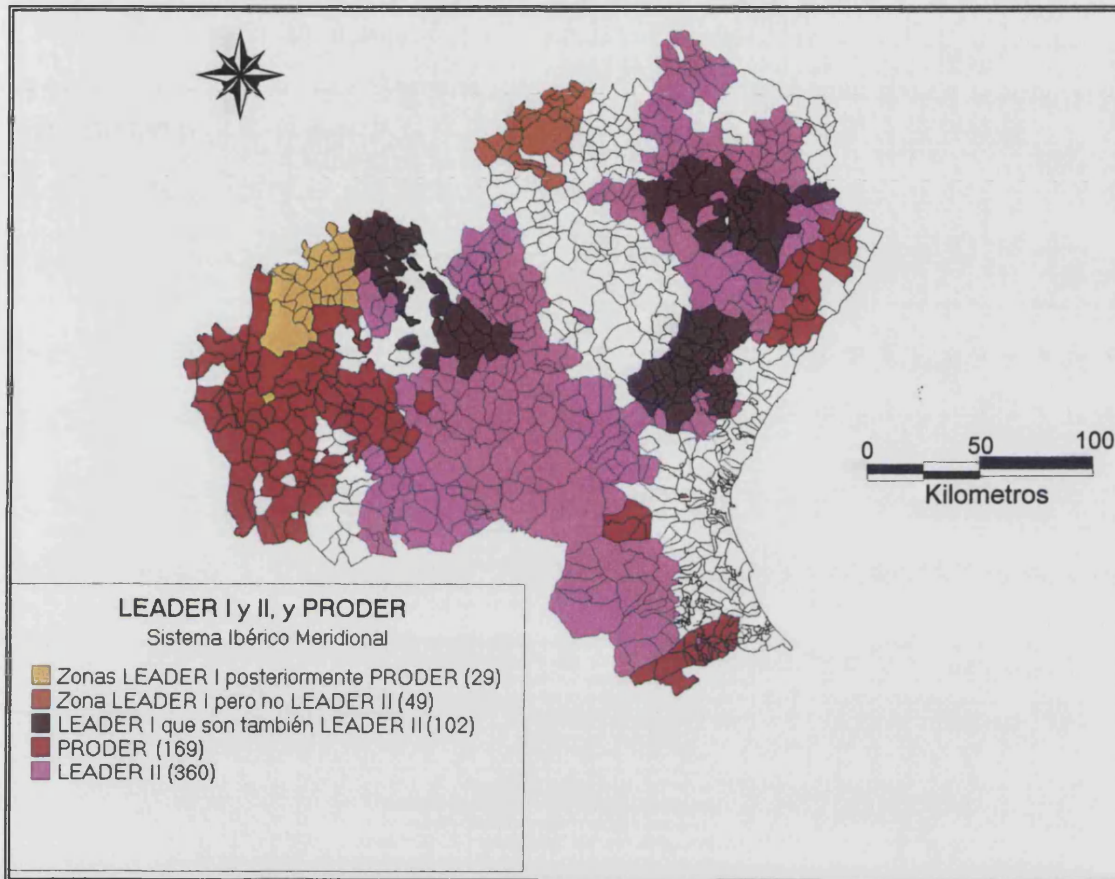 0 50 100
Kilometros
LEADER I y II, y PRODER
Sistema Ibérico Meridional
Zonas LEADER I posteriormente PRODER (29)
Zona LEADER I pero no LEADER II (49)
LEADER I que son también LEADER II (102)
PRODER (169)
LEADER II (360)